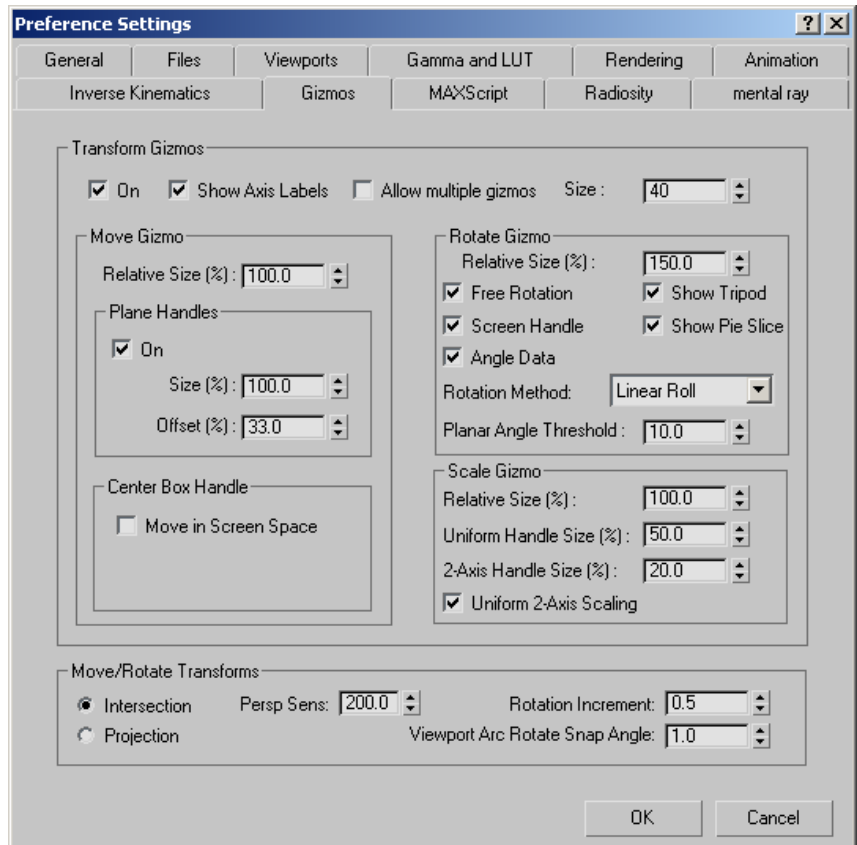 Preference Settings
General Files Viewports Gamma and LUT Rendering Animation
Inverse Kinematics Gizmos MAXScript Radiosity mental ray
Transform Gizmos
On Show Axis Labels Allow multiple gizmos Size : 40
Move Gizmo
Relative Size (%) : 100.0
Plane Handles
On
Size (%) : 100.0
Offset (%) : 33.0
Center Box Handle
Move in Screen Space
Rotate Gizmo
Relative Size (%) : 150.0
Free Rotation Show Tripod
Screen Handle Show Pie Slice
Angle Data
Rotation Method: Linear Roll
Planar Angle Threshold : 10.0
Scale Gizmo
Relative Size (%) : 100.0
Uniform Handle Size (%) : 50.0
2-Axis Handle Size (%) : 20.0
Uniform 2-Axis Scaling
Move/Rotate Transforms
Intersection Persp Sens: 200.0 Rotation Increment: 0.5
Projection Viewport Arc Rotate Snap Angle: 1.0
OK Cancel